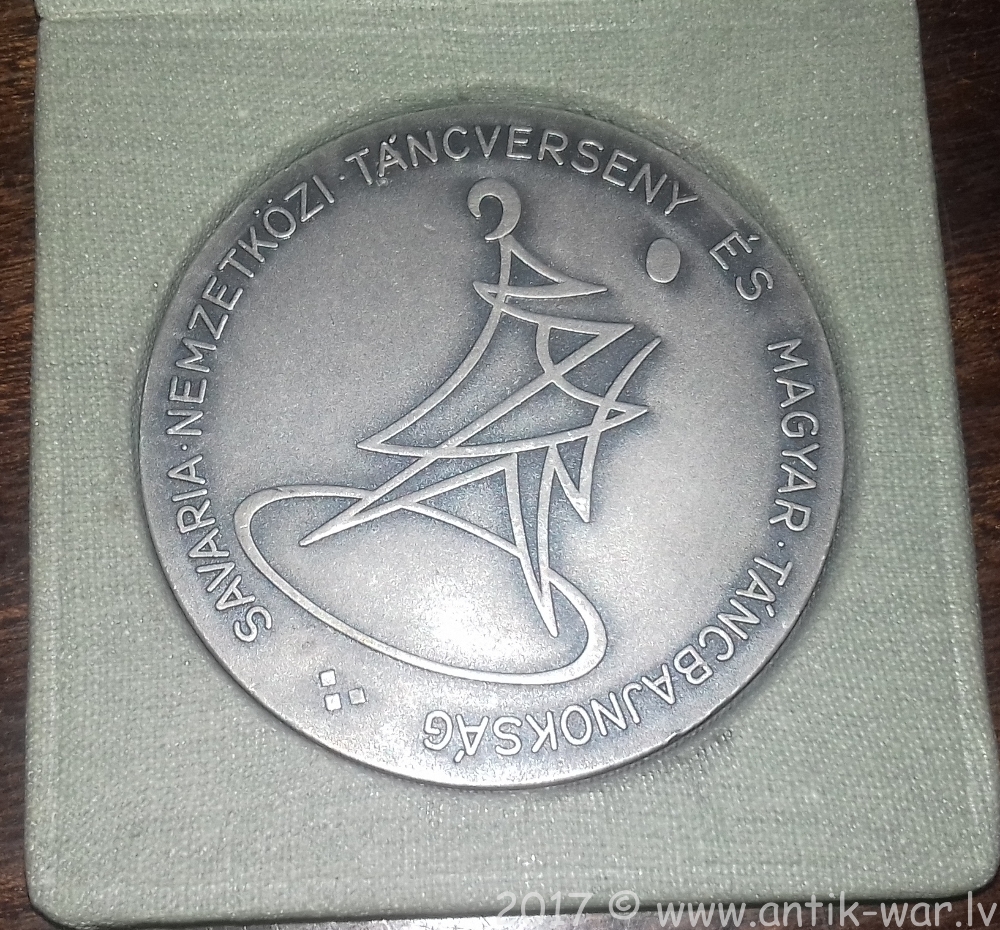 SAVARIA·NEMZETKÖZI·TÁNCVERSENY ÉS MAGYAR·TÁNCBAJNOKSÁG
2017 © www.antik-war.lv